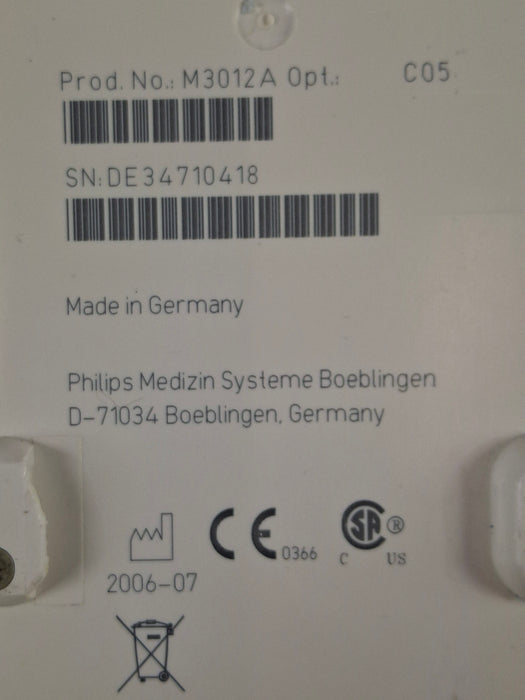 Prod. No.: M3012A Opt.: C05
SN:DE34710418
Made in Germany
Philips Medizin Systeme Boeblingen
D-71034 Boeblingen, Germany
CE 0366
SA ®
C US
2006-07